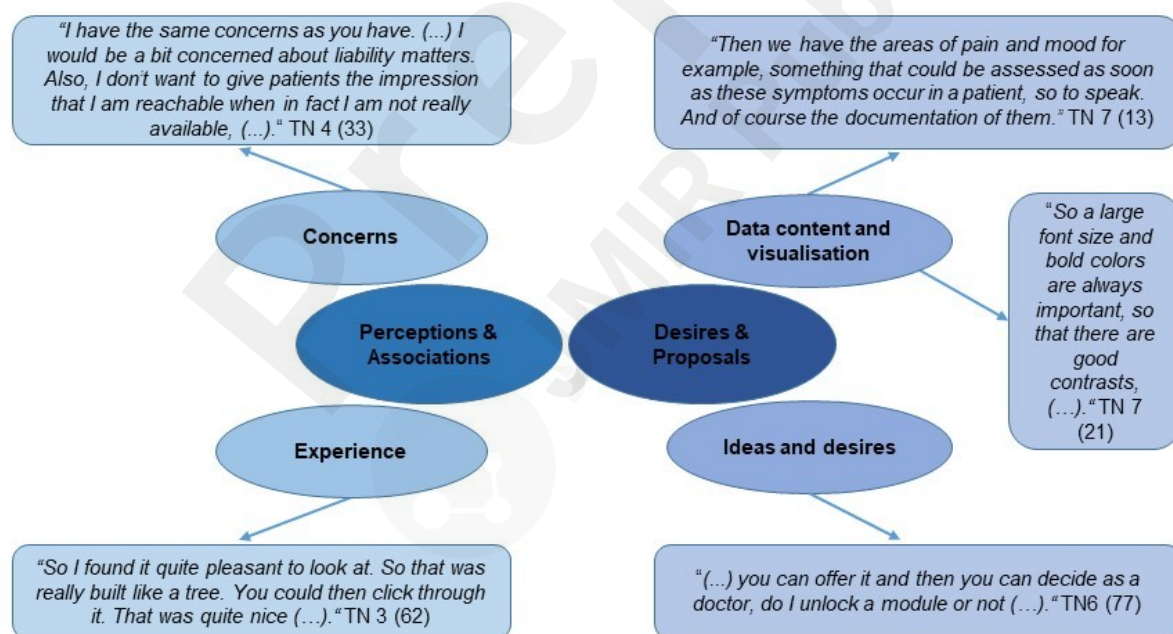 “I have the same concerns as you have. (...) I
would be a bit concerned about liability matters.
Also, I don’t want to give patients the impression
that I am reachable when in fact I am not really
available, (...).“ TN 4 (33)
“Then we have the areas of pain and mood for
example, something that could be assessed as soon
as these symptoms occur in a patient, so to speak.
And of course the documentation of them.” TN 7 (13)
Concerns
Data content and
visualisation
“So a large
font size and
bold colors
are always
important, so
that there are
good
contrasts,
(…).“ TN 7
(21)
Perceptions &
Associations
Desires &
Proposals
Experience
Ideas and desires
“So I found it quite pleasant to look at. So that was
really built like a tree. You could then click through
it. That was quite nice (…).“TN 3 (62)
“(...) you can offer it and then you can decide as a
doctor, do I unlock a module or not (…).“TN6 (77)